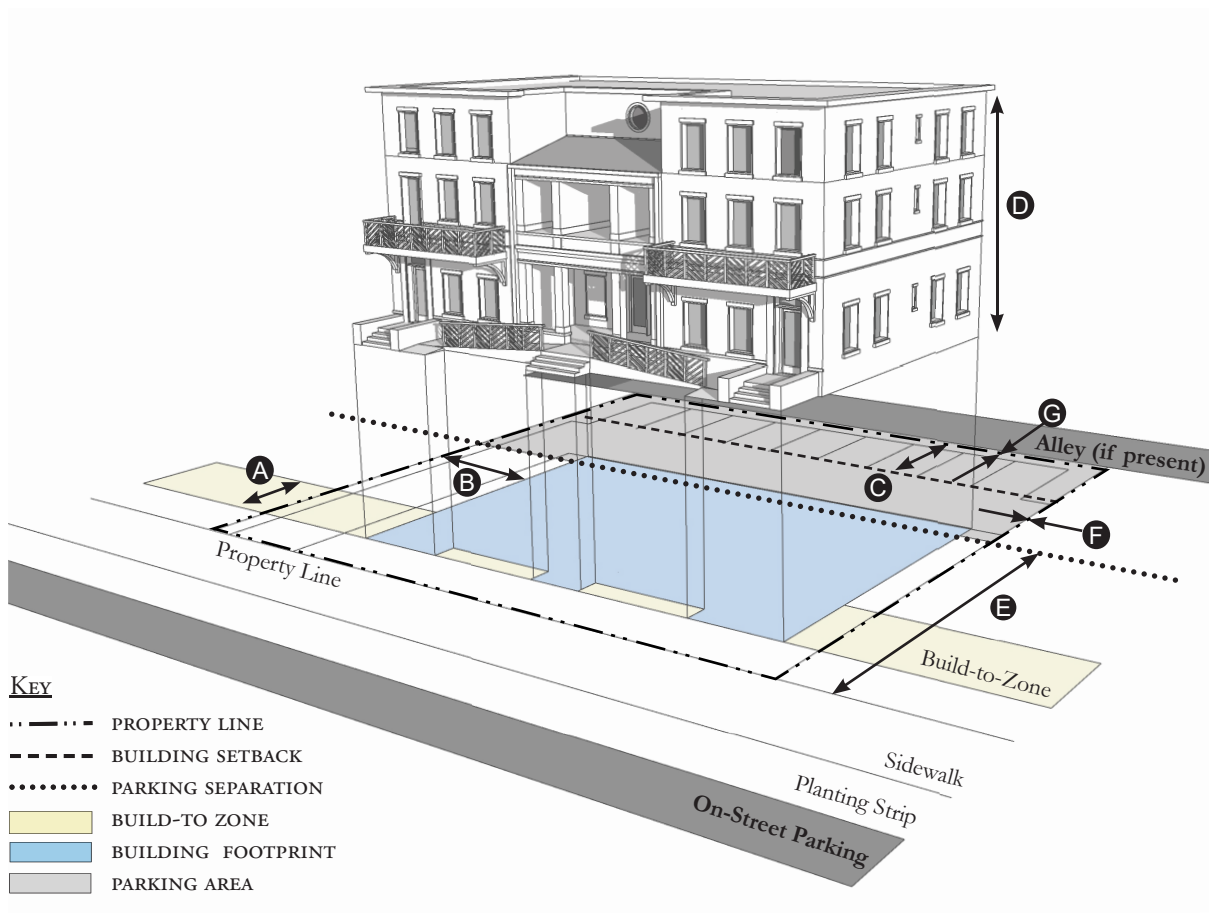 D
G
Alley (if present)
A
B
C
F
Property Line
E
Build-to-Zone
Sidewalk
Planting Strip
On-Street Parking
KEY
PROPERTY LINE
BUILDING SETBACK
PARKING SEPARATION
BUILD-TO ZONE
BUILDING FOOTPRINT
PARKING AREA